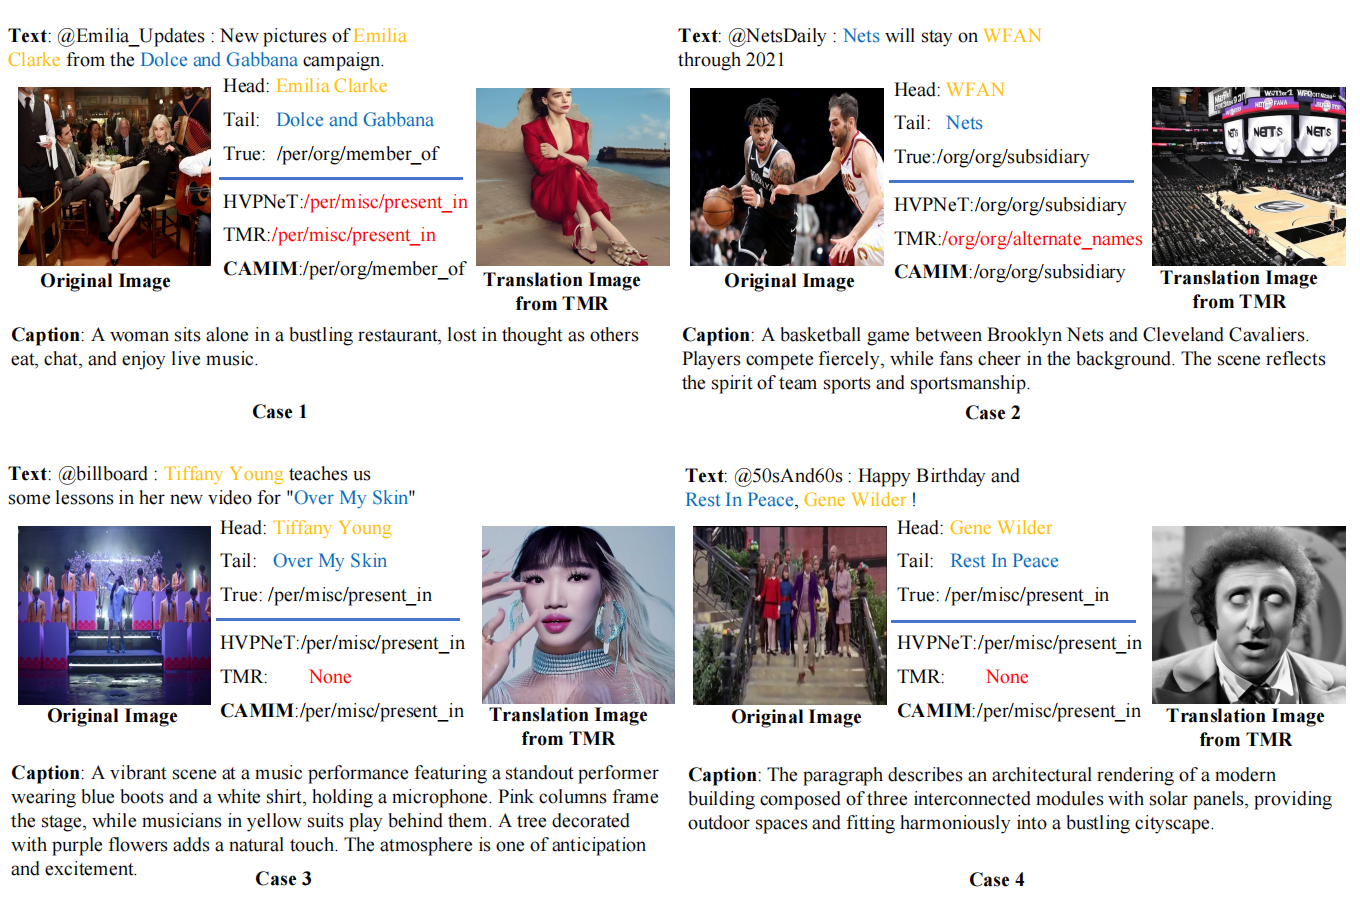 Text: @Emilia_Updates : New pictures of Emilia
Clarke from the Dolce and Gabbana campaign.
Head: Emilia Clarke
Tail: Dolce and Gabbana
True: /per/org/member_of
HVPNeT:/per/misc/present_in
TMR:/per/misc/present_in
CAMIM:/per/org/member_of
Original Image
Translation Image
from TMR
Caption: A woman sits alone in a bustling restaurant, lost in thought as others
eat, chat, and enjoy live music.
Case 1
Text: @NetsDaily : Nets will stay on WFAN
through 2021
Head: WFAN
Tail: Nets
True:/org/org/subsidiary
HVPNeT:/org/org/subsidiary
TMR:/org/org/alternate_names
CAMIM:/org/org/subsidiary
Original Image
Translation Image
from TMR
Caption: A basketball game between Brooklyn Nets and Cleveland Cavaliers.
Players compete fiercely, while fans cheer in the background. The scene reflects
the spirit of team sports and sportsmanship.
Case 2
Text: @billboard : Tiffany Young teaches us
some lessons in her new video for "Over My Skin"
Head: Tiffany Young
Tail: Over My Skin
True: /per/misc/present_in
HVPNeT:/per/misc/present_in
TMR: None
CAMIM:/per/misc/present_in
Original Image
Translation Image
from TMR
Caption: A vibrant scene at a music performance featuring a standout performer
wearing blue boots and a white shirt, holding a microphone. Pink columns frame
the stage, while musicians in yellow suits play behind them. A tree decorated
with purple flowers adds a natural touch. The atmosphere is one of anticipation
and excitement.
Case 3
Text: @50sAnd60s : Happy Birthday and
Rest In Peace, Gene Wilder !
Head: Gene Wilder
Tail: Rest In Peace
True: /per/misc/present_in
HVPNeT:/per/misc/present_in
TMR: None
CAMIM:/per/misc/present_in
Original Image
Translation Image
from TMR
Caption: The paragraph describes an architectural rendering of a modern
building composed of three interconnected modules with solar panels, providing
outdoor spaces and fitting harmoniously into a bustling cityscape.
Case 4